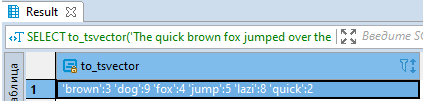 Result
SELECT to_tsvector('The quick brown fox jumped over the
Введите SC
to_tsvector
аблица
1
'brown':3 'dog':9 'fox':4 'jump':5 'lazi':8 'quick':2